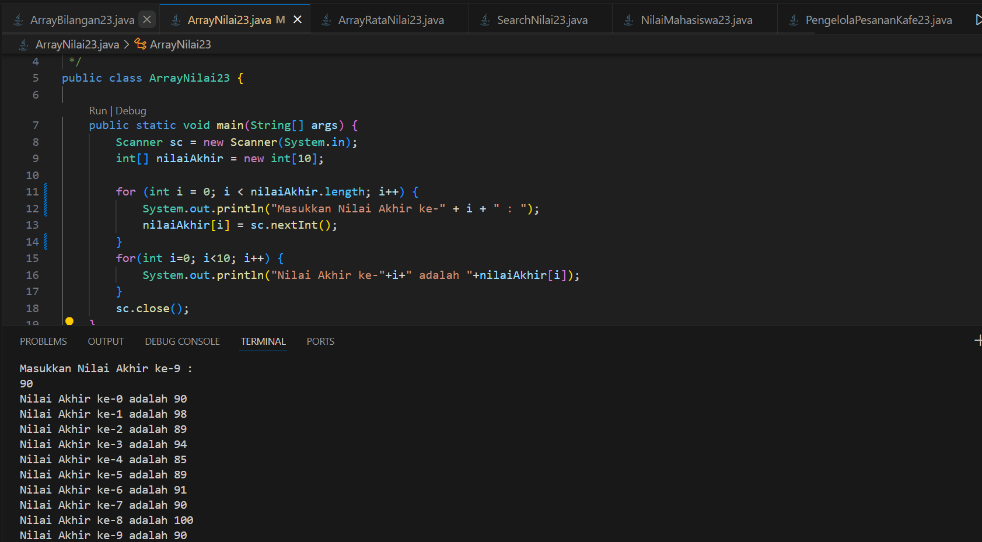 ArrayBilangan23.java ArrayNilai23.java M ArrayRataNilai23.java SearchNilai23.java NilaiMahasiswa23.java PengelolaPesananKafe23.java
ArrayNilai23.java > ArrayNilai23
4 */
5 public class ArrayNilai23 {
6
Run | Debug
7 public static void main(String[] args) {
8 Scanner sc = new Scanner(System.in);
9 int[] nilaiAkhir = new int[10];
10
11 for (int i = 0; i < nilaiAkhir.length; i++) {
12 System.out.println("Masukkan Nilai Akhir ke-" + i + " : ");
13 nilaiAkhir[i] = sc.nextInt();
14 }
15 for(int i=0; i<10; i++) {
16 System.out.println("Nilai Akhir ke-"+i+" adalah "+nilaiAkhir[i]);
17 }
18 sc.close();
19 }
PROBLEMS OUTPUT DEBUG CONSOLE TERMINAL PORTS
Masukkan Nilai Akhir ke-9 :
90
Nilai Akhir ke-0 adalah 90
Nilai Akhir ke-1 adalah 98
Nilai Akhir ke-2 adalah 89
Nilai Akhir ke-3 adalah 94
Nilai Akhir ke-4 adalah 85
Nilai Akhir ke-5 adalah 89
Nilai Akhir ke-6 adalah 91
Nilai Akhir ke-7 adalah 90
Nilai Akhir ke-8 adalah 100
Nilai Akhir ke-9 adalah 90